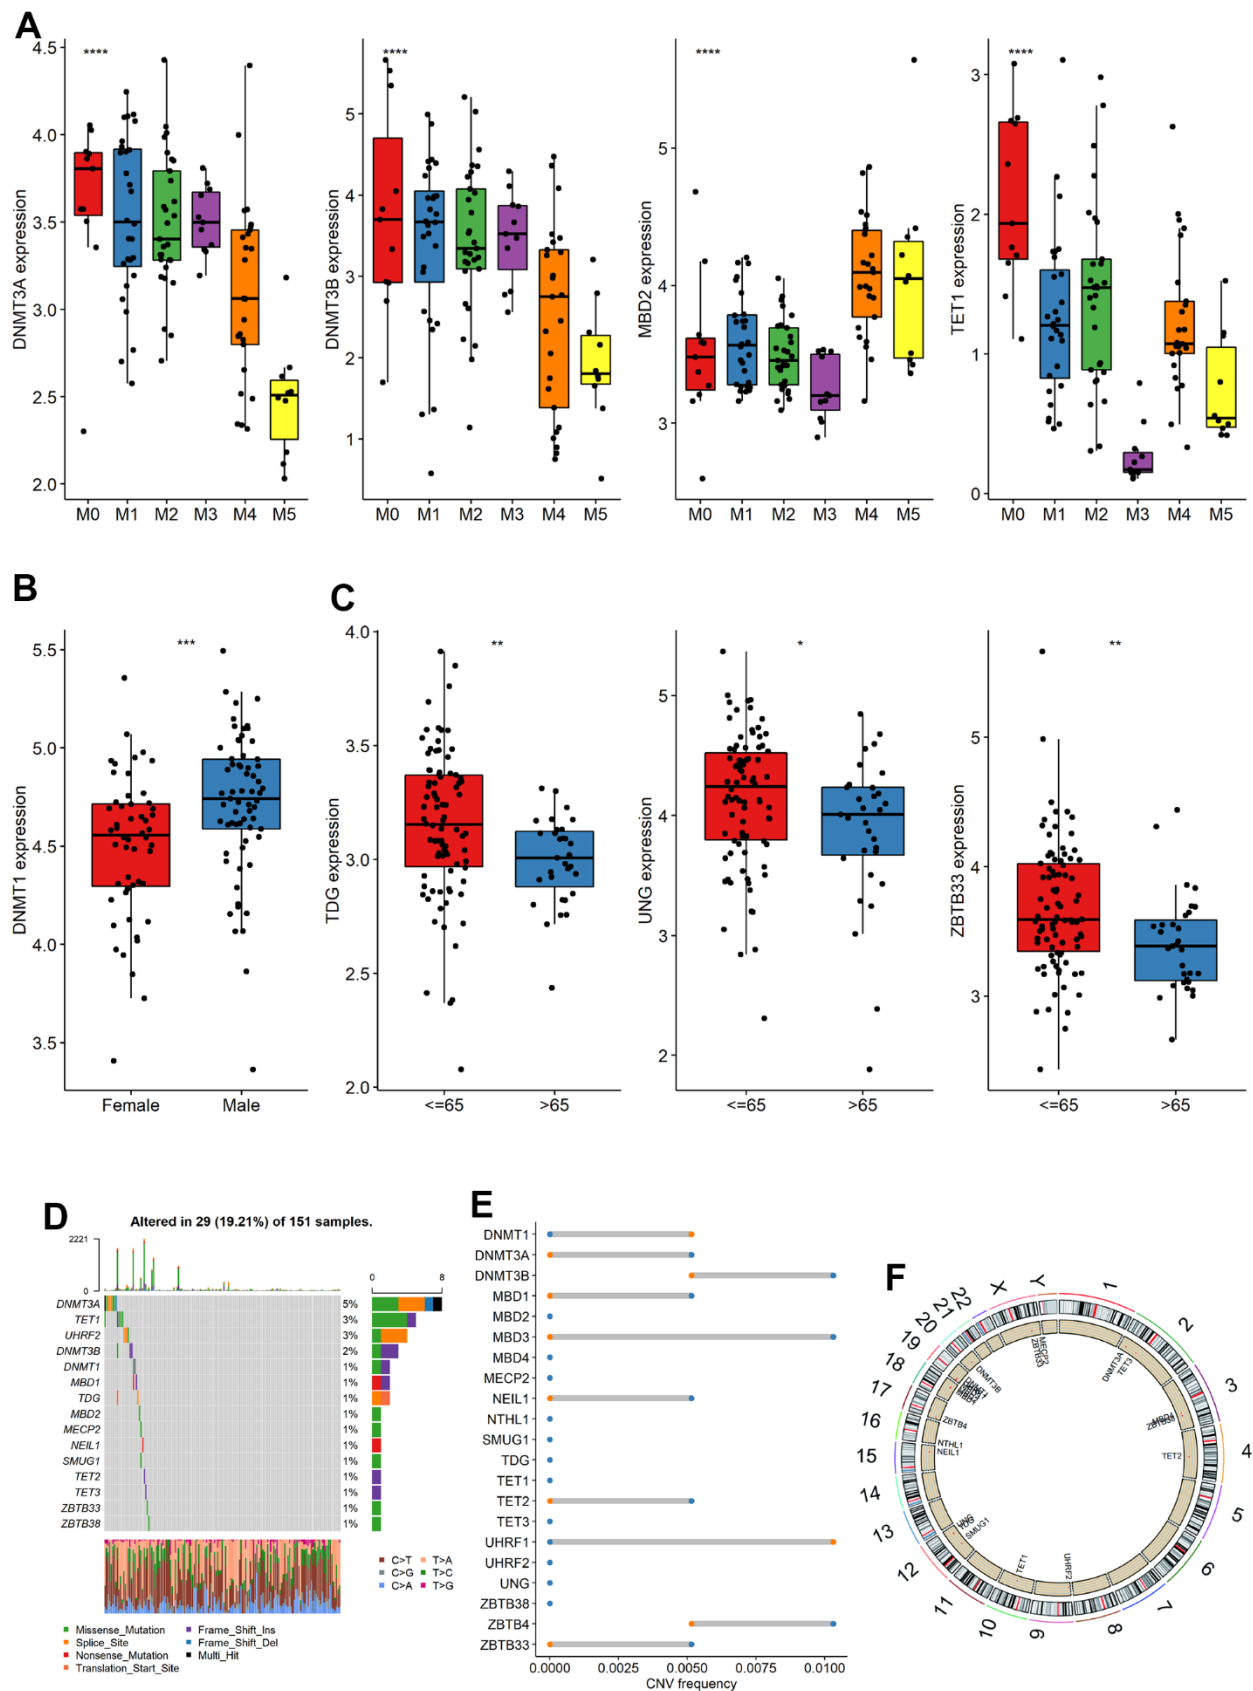 A
DNMT3A expression
4.5
4.0
3.5
3.0
2.5
2.0
****
M0 M1 M2 M3 M4 M5
DNMT3B expression
5
4
3
2
1
****
M0 M1 M2 M3 M4 M5
MBD2 expression
5
4
3
****
M0 M1 M2 M3 M4 M5
TET1 expression
3
2
1
0
****
M0 M1 M2 M3 M4 M5
B
DNMT1 expression
5.5
5.0
4.5
4.0
3.5
***
Female Male
C
TDG expression
4.0
3.5
3.0
2.5
2.0
**
<=65 >65
UNG expression
5
4
3
2
*
<=65 >65
ZBTB33 expression
5
4
3
**
<=65 >65
D
Altered in 29 (19.21%) of 151 samples.
2221
0
0 8
DNMT3A 5%
TET1 3%
UHRF2 3%
DNMT3B 2%
DNMT1 1%
MBD1 1%
TDG 1%
MBD2 1%
MECP2 1%
NEIL1 1%
SMUG1 1%
TET2 1%
TET3 1%
ZBTB33 1%
ZBTB38 1%
C>T T>A
C>G T>C
C>A T>G
Missense_Mutation Frame_Shift_Ins
Splice_Site Frame_Shift_Del
Nonsense_Mutation Multi_Hit
Translation_Start_Site
E
DNMT1
DNMT3A
DNMT3B
MBD1
MBD2
MBD3
MBD4
MECP2
NEIL1
NTHL1
SMUG1
TDG
TET1
TET2
TET3
UHRF1
UHRF2
UNG
ZBTB38
ZBTB4
ZBTB33
0.0000 0.0025 0.0050 0.0075 0.0100
CNV frequency
F
1
2
3
4
5
6
7
8
9
10
11
12
13
14
15
16
17
18
19
20
21
22
X
Y
DNMT3A
TET3
MBD4
TET2
UHRF2
TET1
SMUG1
TDG
UNG
NEIL1
NTHL1
ZBTB4
DNMT1
DNMT3B
ZBTB33
MECP2